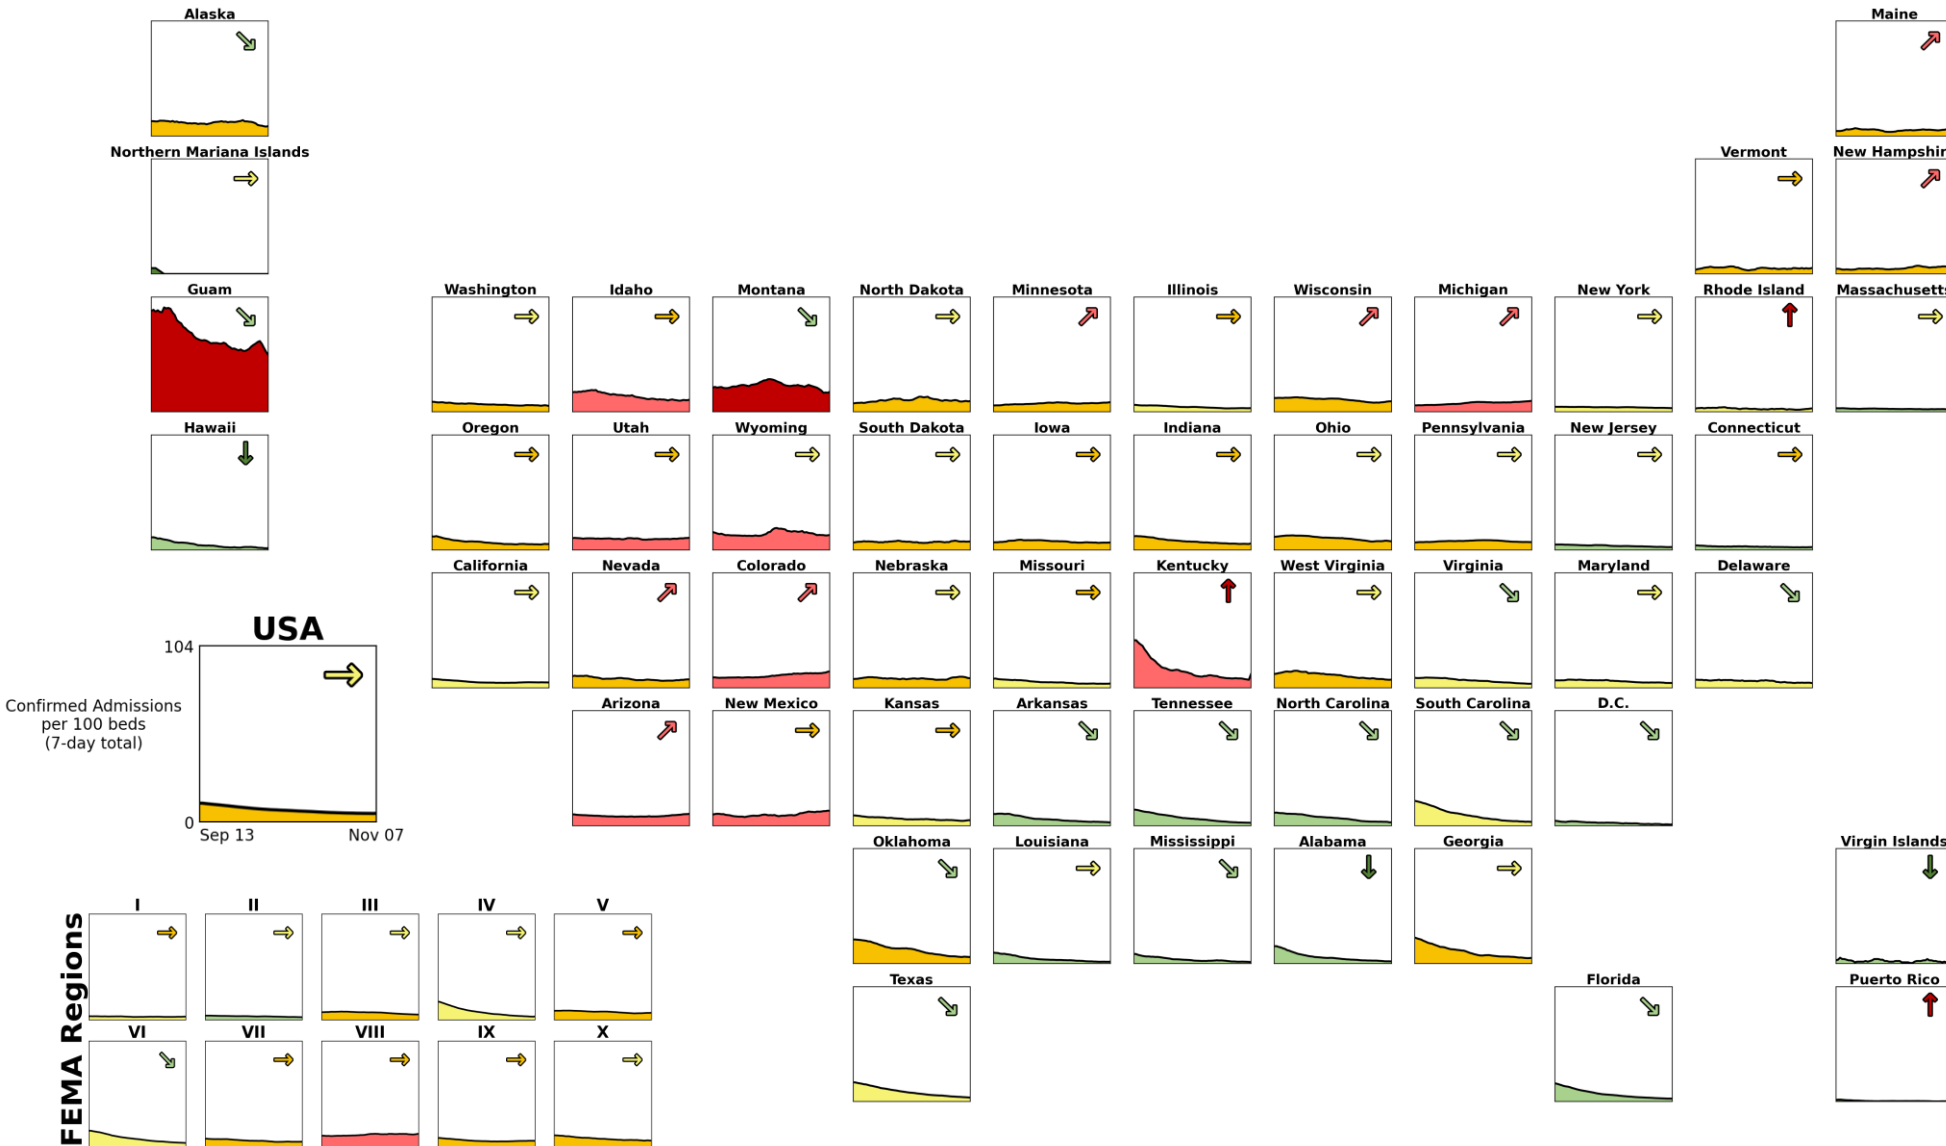 Alaska
Maine
Northern Mariana Islands
Vermont
New Hampshir
Guam
Washington
Idaho
Montana
North Dakota
Minnesota
Illinois
Wisconsin
Michigan
New York
Rhode Island
Massachusetts
Hawaii
Oregon
Utah
Wyoming
South Dakota
Iowa
Indiana
Ohio
Pennsylvania
New Jersey
Connecticut
California
Nevada
Colorado
Nebraska
Missouri
Kentucky
West Virginia
Virginia
Maryland
Delaware
USA
104
Confirmed Admissions
per 100 beds
(7-day total)
0
Sep 13
Nov 07
Arizona
New Mexico
Kansas
Arkansas
Tennessee
North Carolina
South Carolina
D.C.
Oklahoma
Louisiana
Mississippi
Alabama
Georgia
Virgin Islands
Texas
Florida
Puerto Rico
FEMA Regions
I
II
III
IV
V
VI
VII
VIII
IX
X